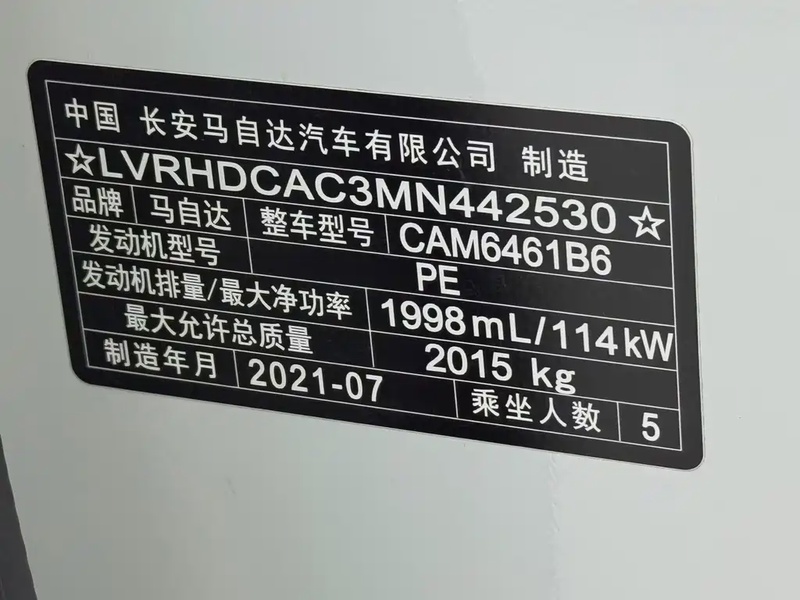 中国 长安马自达汽车有限公司 制造
☆LVRHDCAC3MN442530☆
品牌 马自达 整车型号 CAM6461B6
发动机型号 PE
发动机排量/最大净功率 1998mL/114kW
最大允许总质量 2015 kg
制造年月 2021-07 乘坐人数 5